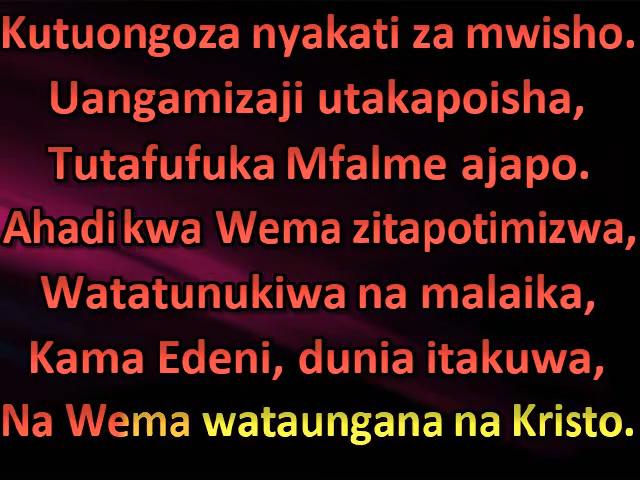 Kutuongoza nyakati za mwisho.
Uangamizaji utakapoisha,
Tutafufuka Mfalme ajapo.
Ahadi kwa Wema zitapotimizwa,
Watatunukiwa na malaika,
Kama Edeni, dunia itakuwa,
Na Wema wataungana na Kristo.